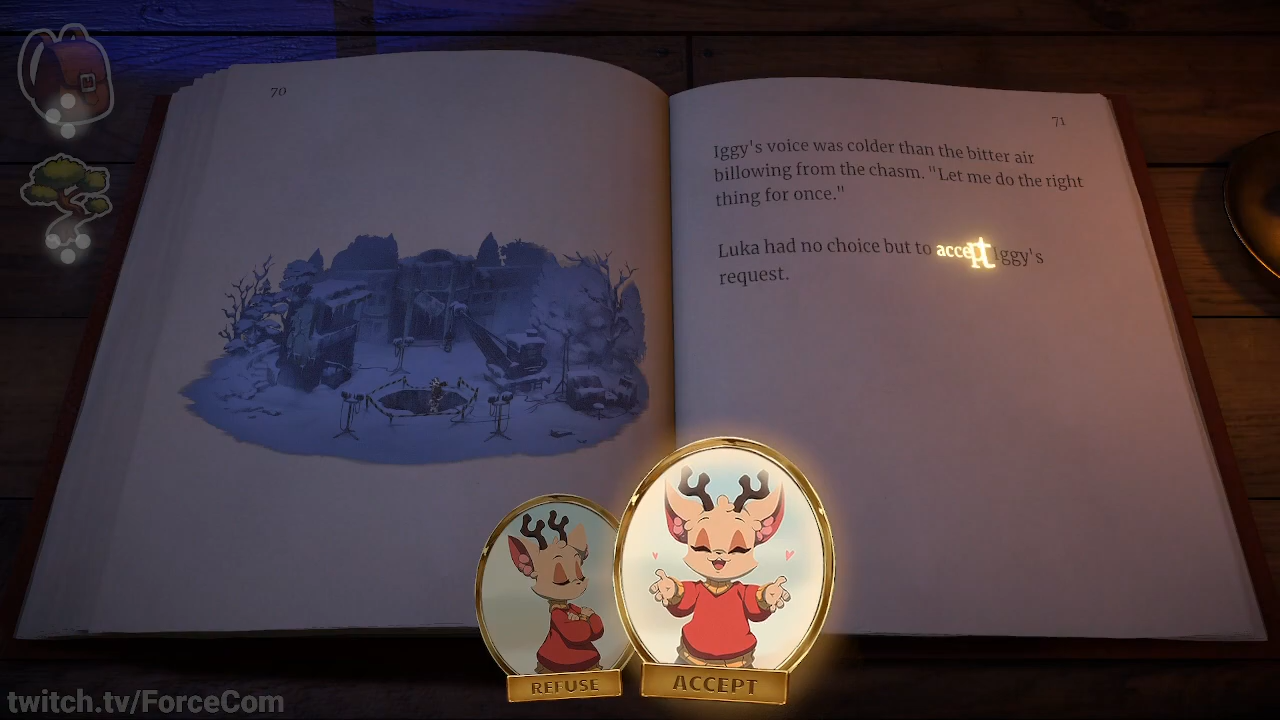 70
71
Iggy's voice was colder than the bitter air
billowing from the chasm. "Let me do the right
thing for once."
Luka had no choice but to accept Iggy's
request.
REFUSE
ACCEPT
twitch.tv/ForceCom